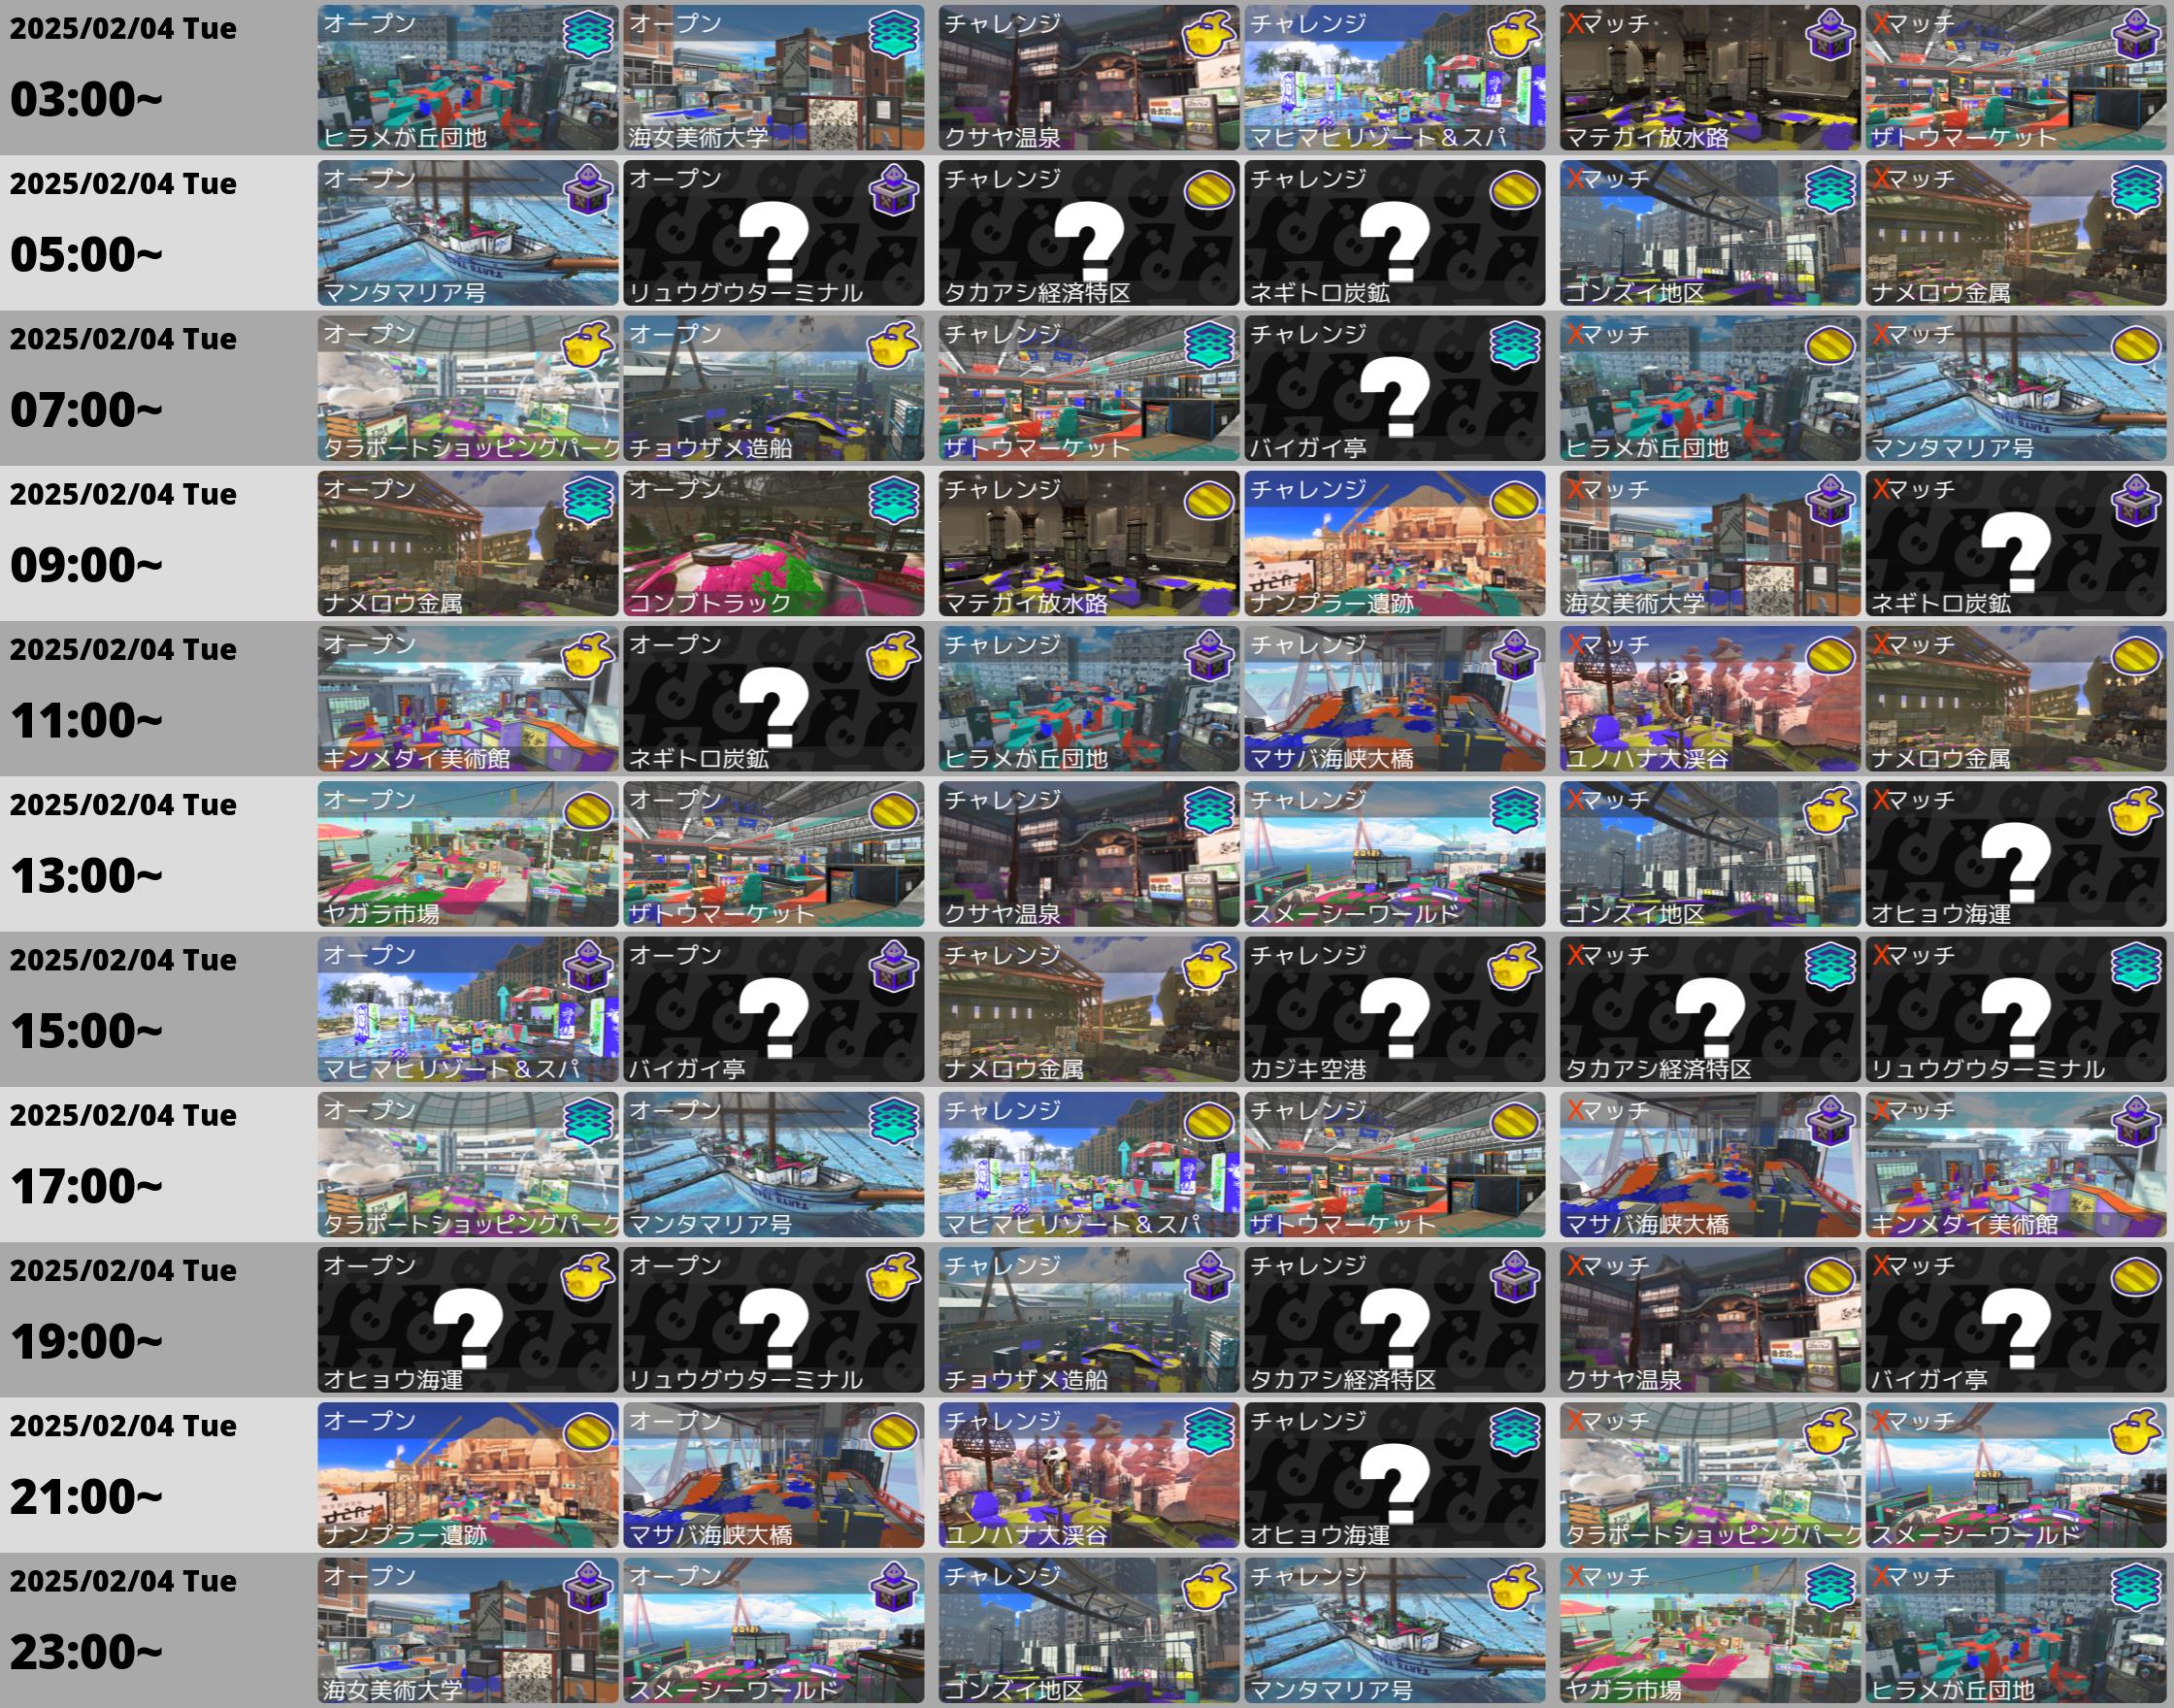 2025/02/04 Tue
03:00~
オープン
ヒラメが丘団地
オープン
海女美術大学
チャレンジ
クサヤ温泉
チャレンジ
マヒマヒリゾート＆スパ
Xマッチ
マテガイ放水路
Xマッチ
ザトウマーケット
2025/02/04 Tue
05:00~
オープン
マンタマリア号
オープン
?
リュウグウターミナル
チャレンジ
?
タカアシ経済特区
チャレンジ
?
ネギトロ炭鉱
Xマッチ
ゴンズイ地区
Xマッチ
ナメロウ金属
2025/02/04 Tue
07:00~
オープン
タラポートショッピングパーク
オープン
チョウザメ造船
チャレンジ
ザトウマーケット
チャレンジ
?
バイガイ亭
Xマッチ
ヒラメが丘団地
Xマッチ
マンタマリア号
2025/02/04 Tue
09:00~
オープン
ナメロウ金属
オープン
コンブトラック
チャレンジ
マテガイ放水路
チャレンジ
ナンプラー遺跡
Xマッチ
海女美術大学
Xマッチ
?
ネギトロ炭鉱
2025/02/04 Tue
11:00~
オープン
キンメダイ美術館
オープン
?
ネギトロ炭鉱
チャレンジ
ヒラメが丘団地
チャレンジ
マサバ海峡大橋
Xマッチ
ユノハナ大渓谷
Xマッチ
ナメロウ金属
2025/02/04 Tue
13:00~
オープン
ヤガラ市場
オープン
ザトウマーケット
チャレンジ
クサヤ温泉
チャレンジ
スメーシーワールド
Xマッチ
ゴンズイ地区
Xマッチ
?
オヒョウ海運
2025/02/04 Tue
15:00~
オープン
マヒマヒリゾート＆スパ
オープン
?
バイガイ亭
チャレンジ
ナメロウ金属
チャレンジ
?
カジキ空港
Xマッチ
?
タカアシ経済特区
Xマッチ
?
リュウグウターミナル
2025/02/04 Tue
17:00~
オープン
タラポートショッピングパーク
オープン
マンタマリア号
チャレンジ
マヒマヒリゾート＆スパ
チャレンジ
ザトウマーケット
Xマッチ
マサバ海峡大橋
Xマッチ
キンメダイ美術館
2025/02/04 Tue
19:00~
オープン
?
オヒョウ海運
オープン
?
リュウグウターミナル
チャレンジ
チョウザメ造船
チャレンジ
?
タカアシ経済特区
Xマッチ
クサヤ温泉
Xマッチ
?
バイガイ亭
2025/02/04 Tue
21:00~
オープン
ナンプラー遺跡
オープン
マサバ海峡大橋
チャレンジ
ユノハナ大渓谷
チャレンジ
?
オヒョウ海運
Xマッチ
タラポートショッピングパーク
Xマッチ
スメーシーワールド
2025/02/04 Tue
23:00~
オープン
海女美術大学
オープン
スメーシーワールド
チャレンジ
ゴンズイ地区
チャレンジ
マンタマリア号
Xマッチ
ヤガラ市場
Xマッチ
ヒラメが丘団地